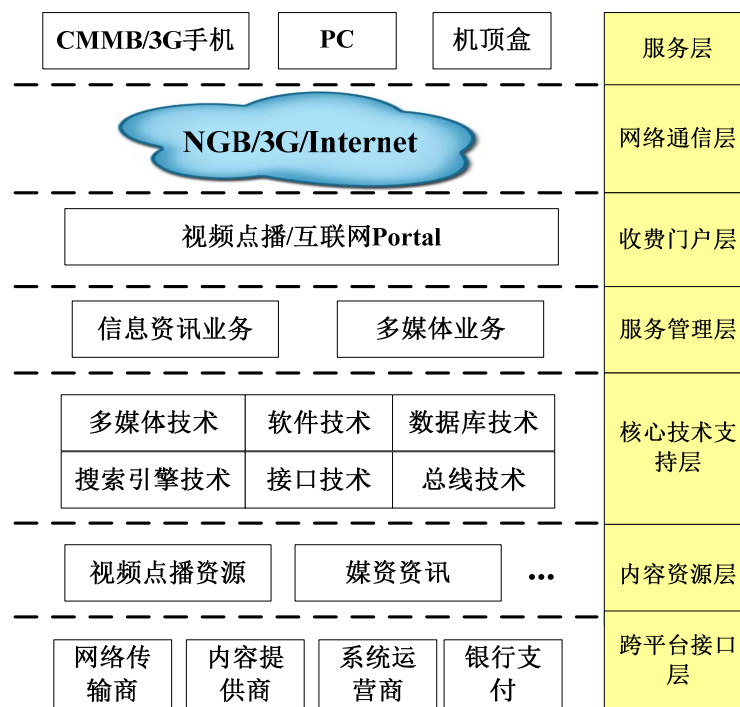 CMMB/3G手机 PC 机顶盒 服务层
NGB/3G/Internet 网络通信层
视频点播/互联网Portal 收费门户层
信息资讯业务 多媒体业务 服务管理层
多媒体技术 软件技术 数据库技术
搜索引擎技术 接口技术 总线技术
核心技术支
持层
视频点播资源 媒资资讯 ... 内容资源层
网络传
输商
内容提
供商
系统运
营商
银行支
付
跨平台接口
层